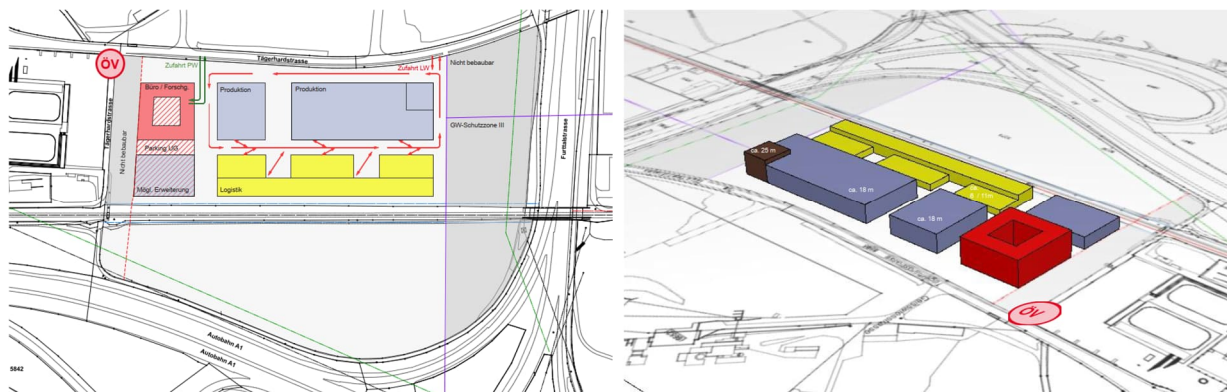 ÖV
Tägerhardstrasse
Zufahrt PW
Zufahrt LW
Nicht bebaubar
Büro / Forschg.
Produktion
Produktion
Tägerhardstrasse
Nicht bebaubar
GW-Schutzzone III
Furttalstrasse
Parking UG
Mögl. Erweiterung
Logistik
Autobahn A1
Autobahn A1
5842
ca. 25 m
ca. 18 m
ca. 18 m
ÖV